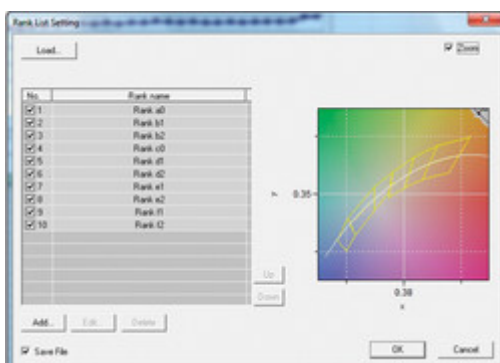 Rank List Setting
Load...
Zoom
No. Rank name
1 Rank a0
2 Rank b1
3 Rank b2
4 Rank c0
5 Rank d1
6 Rank d2
7 Rank e1
8 Rank e2
9 Rank f1
10 Rank f2
y
0.35
0.38
x
Up
Down
Add... Edit... Delete
Save File
OK Cancel